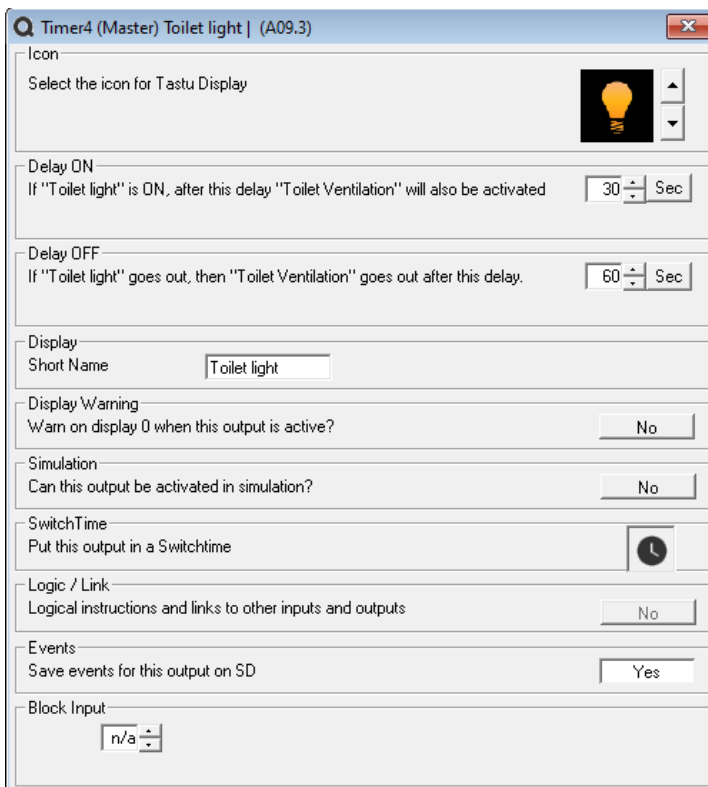 Timer4 (Master) Toilet light | (A09.3)
Icon
Select the icon for Tastu Display
Delay ON
If "Toilet light" is ON, after this delay "Toilet Ventilation" will also be activated 30 Sec
Delay OFF
If "Toilet light" goes out, then "Toilet Ventilation" goes out after this delay. 60 Sec
Display
Short Name Toilet light
Display Warning
Warn on display 0 when this output is active? No
Simulation
Can this output be activated in simulation? No
SwitchTime
Put this output in a Switchtime
Logic / Link
Logical instructions and links to other inputs and outputs No
Events
Save events for this output on SD Yes
Block Input
n/a